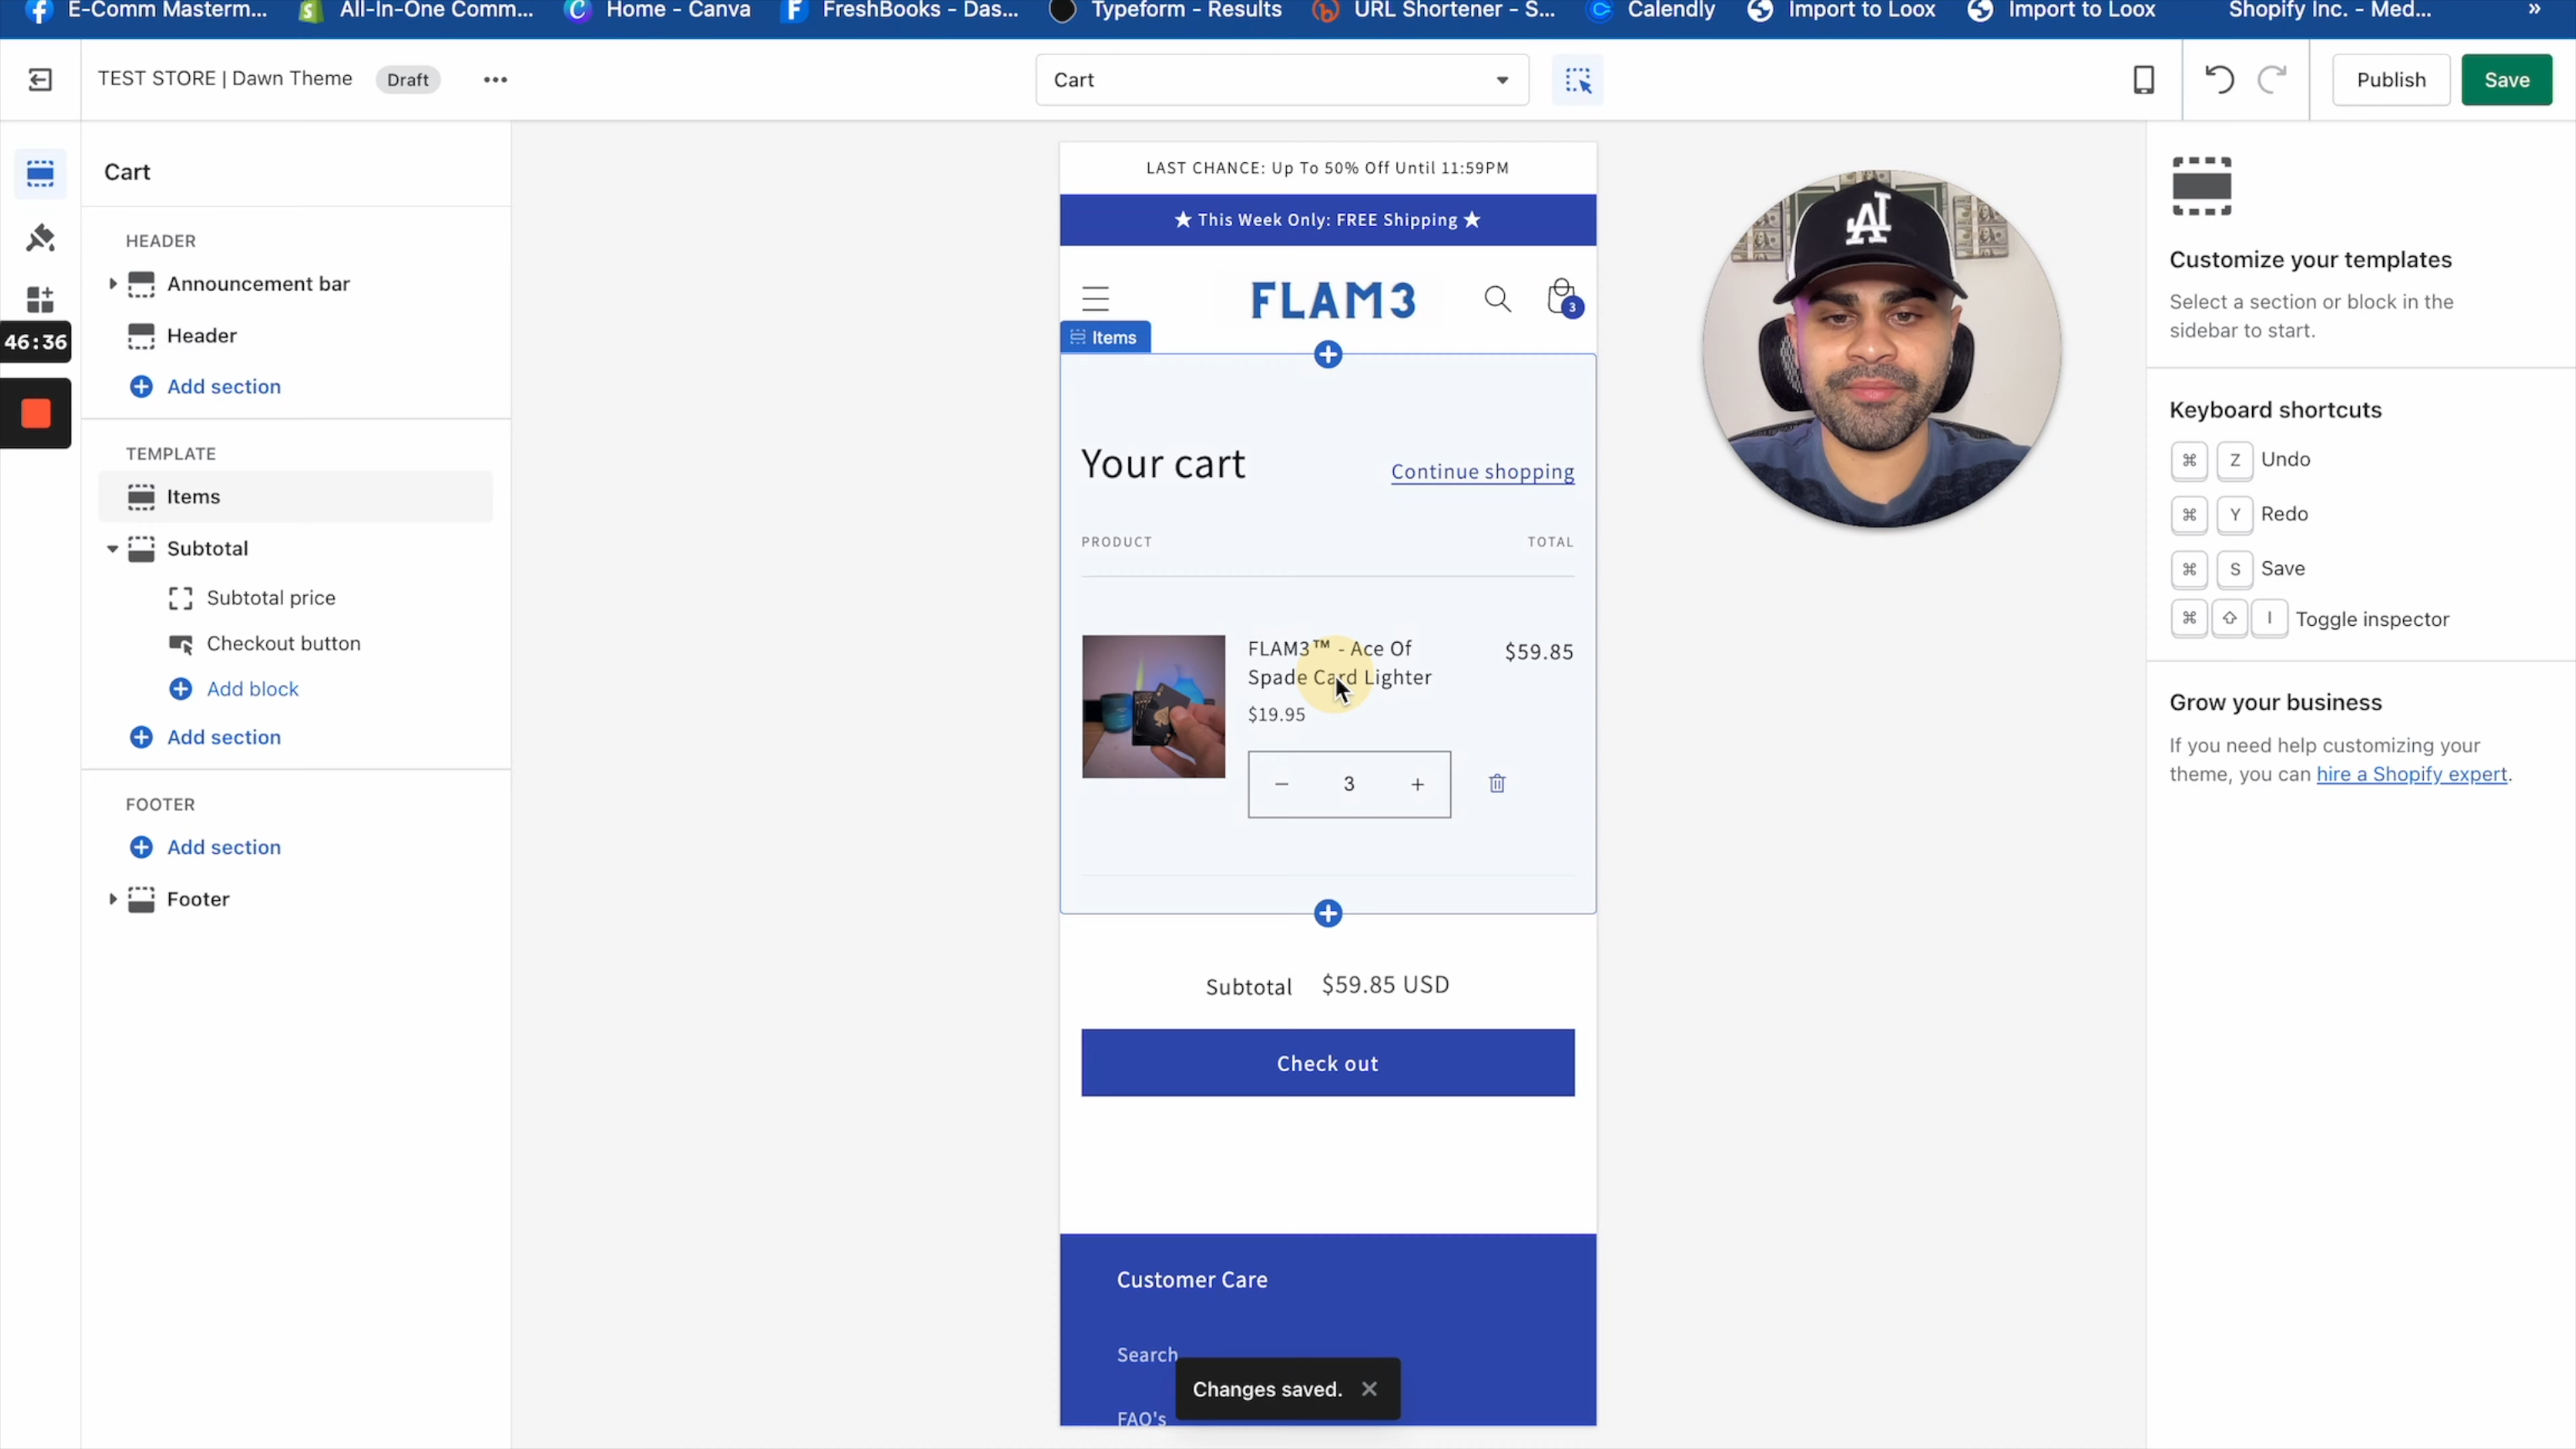 E-Comm Masterm...
All-In-One Comm...
Home - Canva
FreshBooks - Das...
Typeform - Results
URL Shortener - S...
Calendly
Import to Loox
Import to Loox
Shopify Inc. - Med...
»
TEST STORE | Dawn Theme
Draft
Cart
Publish
Save
Cart
HEADER
Announcement bar
Header
Add section
46:36
TEMPLATE
Items
Subtotal
Subtotal price
Checkout button
Add block
Add section
FOOTER
Add section
Footer
LAST CHANCE: Up To 50% Off Until 11:59PM
★ This Week Only: FREE Shipping ★
FLAM3
3
Items
Your cart
Continue shopping
PRODUCT
TOTAL
FLAM3™ - Ace Of
Spade Card Lighter
$59.85
$19.95
− 3 +
Subtotal $59.85 USD
Check out
Customer Care
Search
Changes saved.
FAQ's
Customize your templates
Select a section or block in the
sidebar to start.
Keyboard shortcuts
⌘ Z Undo
⌘ Y Redo
⌘ S Save
⌘ ⇧ I Toggle inspector
Grow your business
If you need help customizing your
theme, you can hire a Shopify expert.